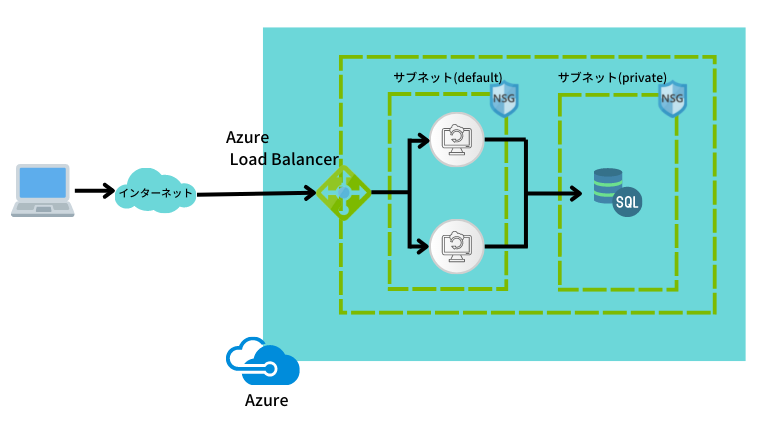 サブネット(default)
サブネット(private)
NSG
NSG
Azure
Load Balancer
インターネット
SQL
Azure